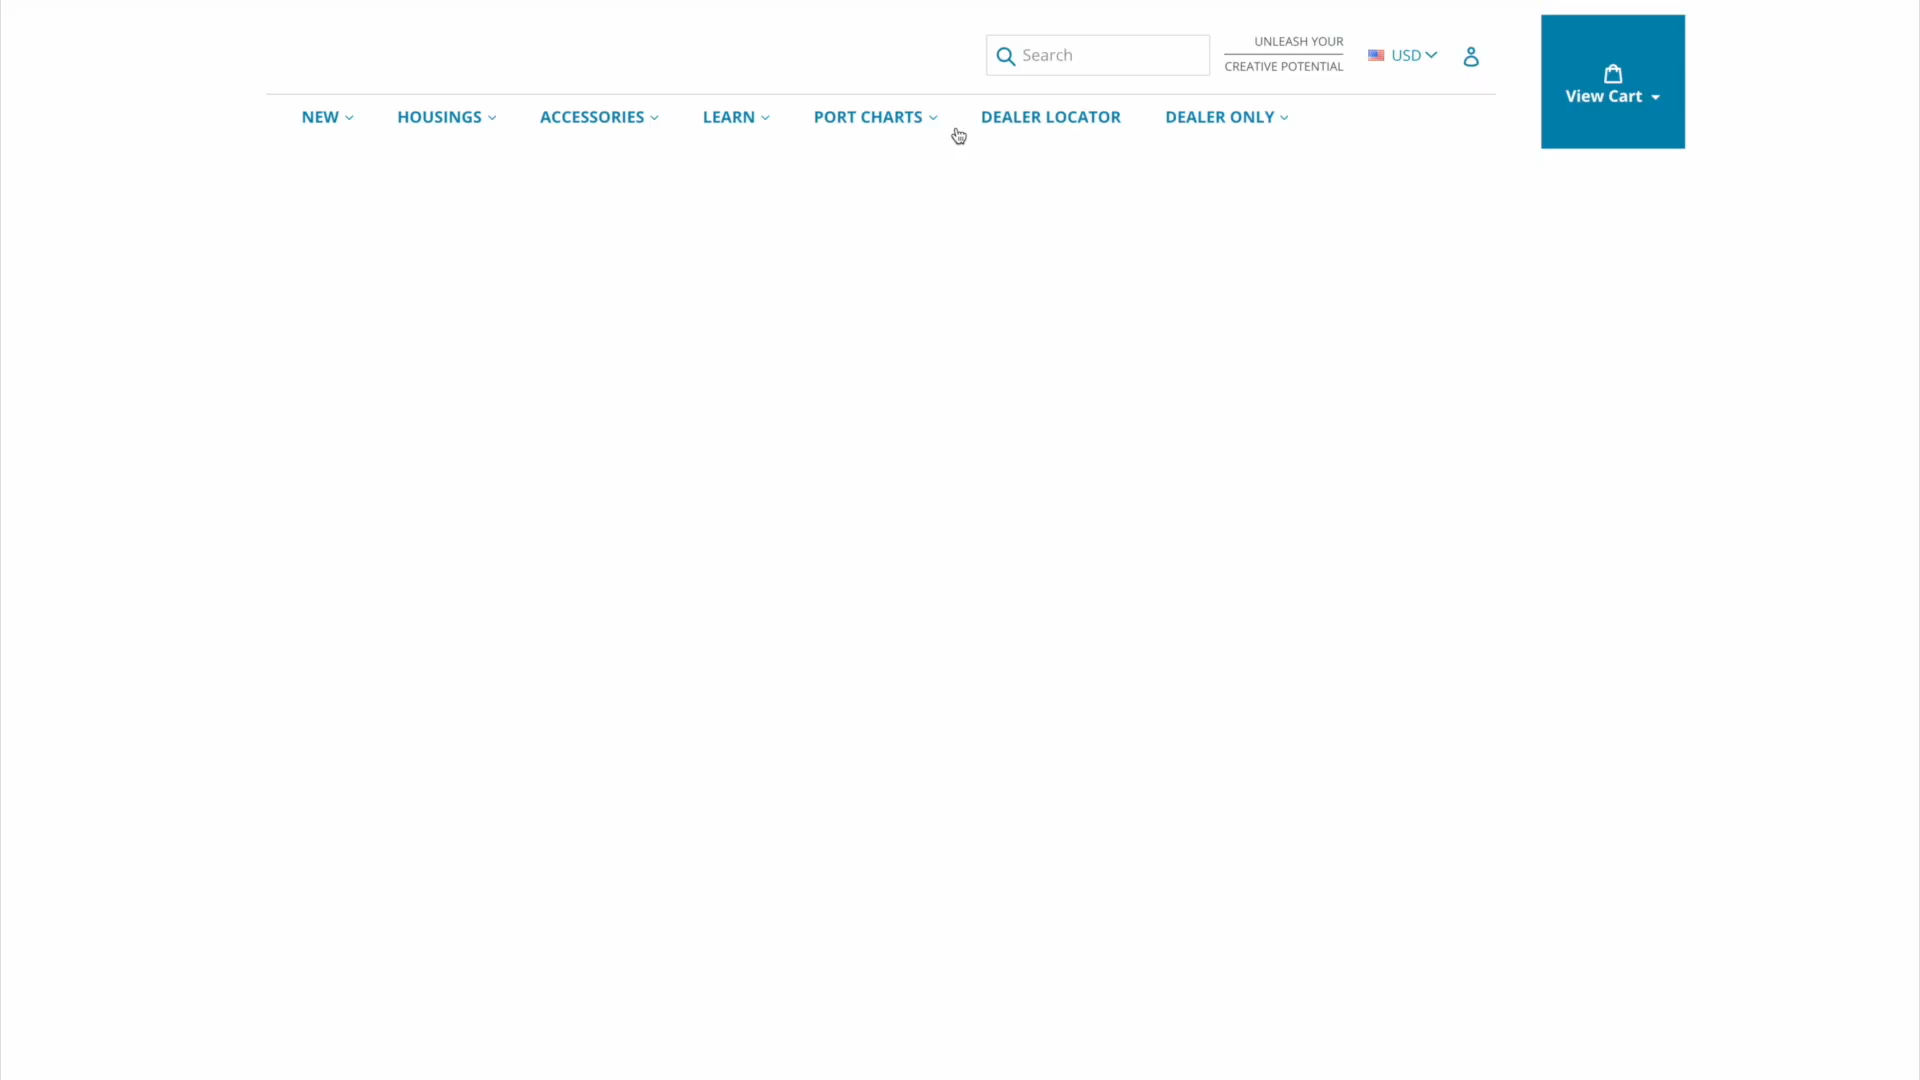 Search
UNLEASH YOUR
CREATIVE POTENTIAL
USD
View Cart
NEW
HOUSINGS
ACCESSORIES
LEARN
PORT CHARTS
DEALER LOCATOR
DEALER ONLY